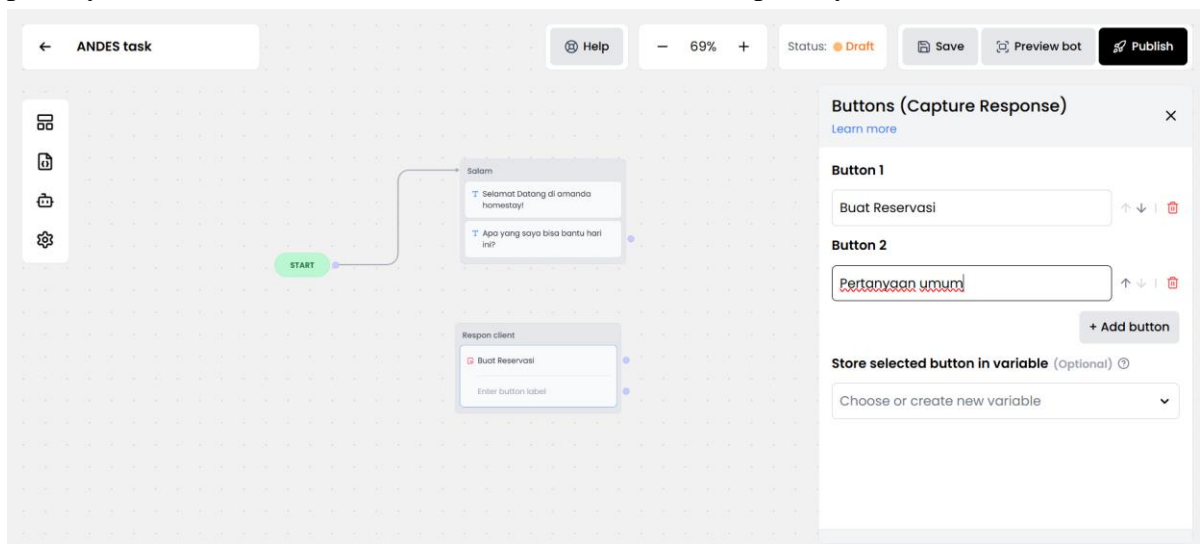 ANDES task
Help
69%
Status: Draft
Save
Preview bot
Publish
Salam
Selamat Datang di amanda
homestay!
Apa yang saya bisa bantu hari
ini?
START
Respon client
Buat Reservasi
Enter button label
Buttons (Capture Response)
Learn more
Button 1
Buat Reservasi
Button 2
Pertanyaan umum
+ Add button
Store selected button in variable (Optional)
Choose or create new variable